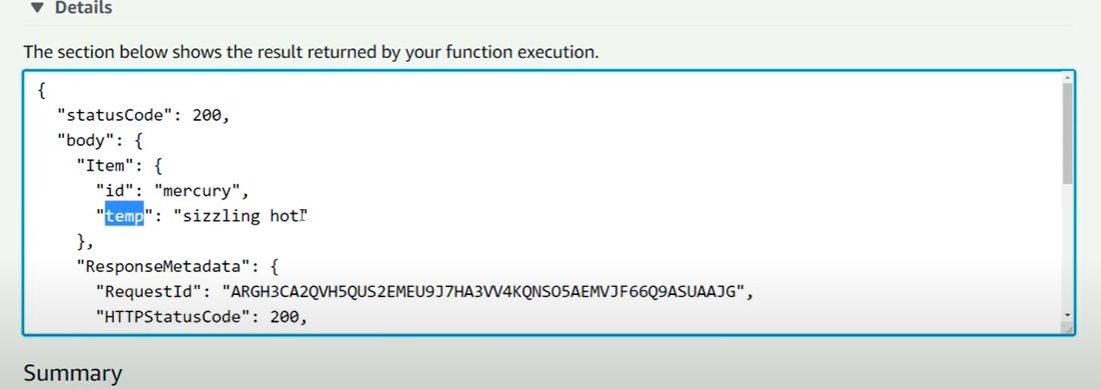 Details
The section below shows the result returned by your function execution.
{
"statusCode": 200,
"body": {
"Item": {
"id": "mercury",
"temp": "sizzling hot"
},
"ResponseMetadata": {
"RequestId": "ARGH3CA2QVH5QUS2EMEU9J7HA3VV4KQNSO5AEMVJF66Q9ASUAAJG",
"HTTPStatusCode": 200,
Summary